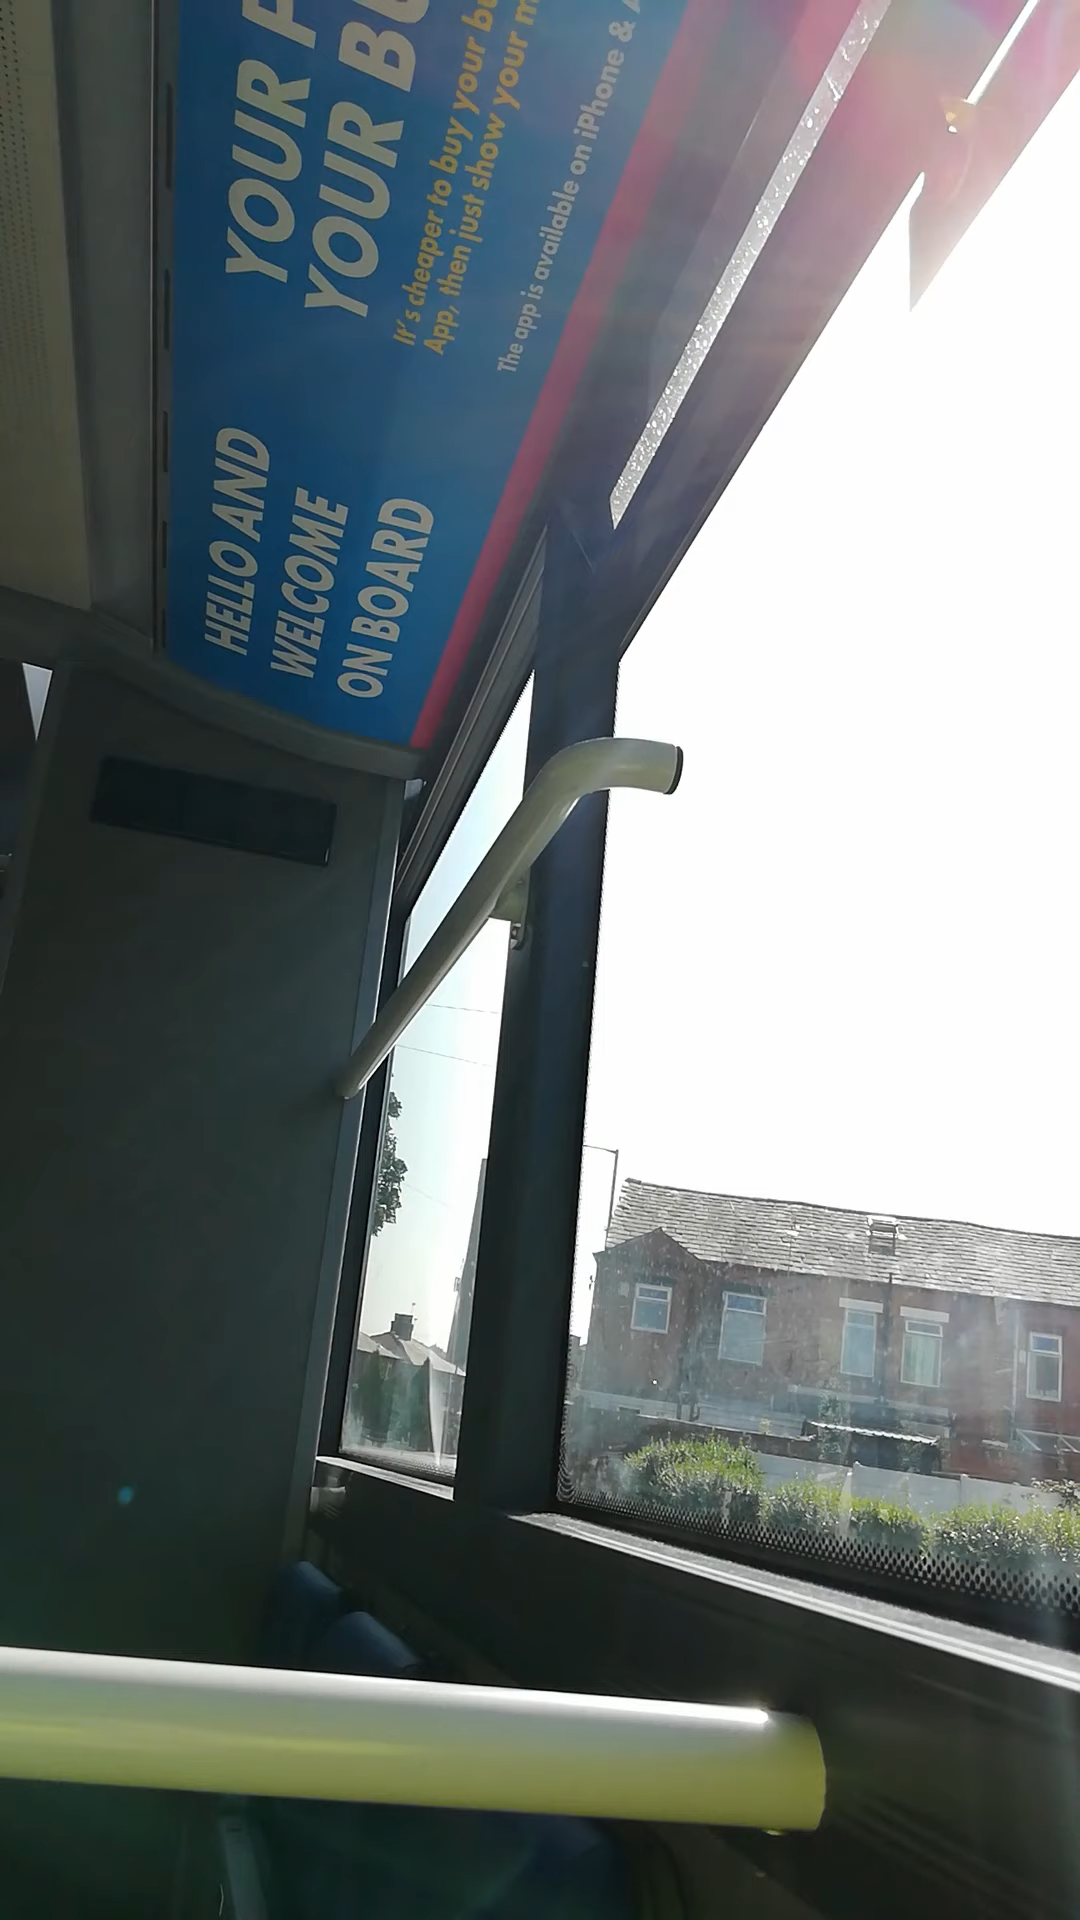 HELLO AND
WELCOME
ON BOARD
YOUR
YOUR
It's cheaper to buy your
App, then just show your
The app is available on iPhone &